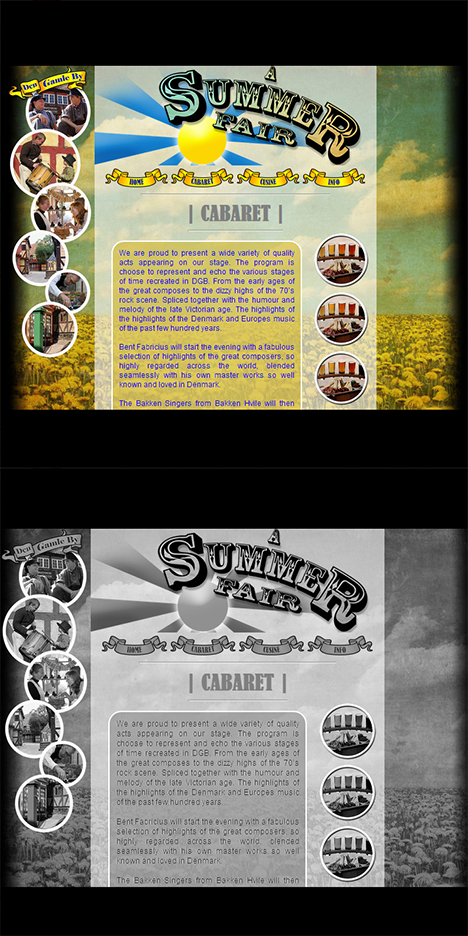 Den Gamle By
A
SUMMER
FAIR
HOME CABARET CUSINE INFO
| CABARET |
We are proud to present a wide variety of quality
acts appearing on our stage. The program is
choose to represent and echo the various stages
of time recreated in DGB. From the early ages of
the great composes to the dizzy highs of the 70's
rock scene. Spliced together with the humour and
melody of the late Victorian age. The highlights of
the highlights of the Denmark and Europes music
of the past few hundred years.
Bent Fabricius will start the evening with a fabulous
selection of highlights of the great composers, so
highly regarded across the world, blended
seamlessly with his own master works so well
known and loved in Denmark.
The Bakken Singers from Bakken Hvile will then
Den Gamle By
A
SUMMER
FAIR
HOME CABARET CUSINE INFO
| CABARET |
We are proud to present a wide variety of quality
acts appearing on our stage. The program is
choose to represent and echo the various stages
of time recreated in DGB. From the early ages of
the great composes to the dizzy highs of the 70's
rock scene. Spliced together with the humour and
melody of the late Victorian age. The highlights of
the highlights of the Denmark and Europes music
of the past few hundred years.
Bent Fabricius will start the evening with a fabulous
selection of highlights of the great composers, so
highly regarded across the world, blended
seamlessly with his own master works so well
known and loved in Denmark.
The Bakken Singers from Bakken Hvile will then